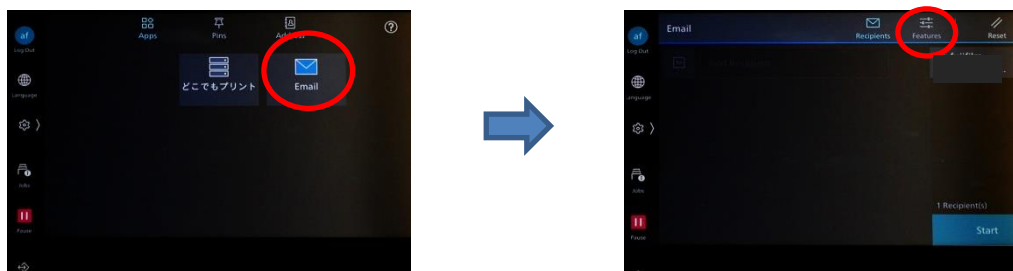 af
Log Out
Language
Jobs
Pause
Apps
Pins
?
どこでもプリント
Email
af
Log Out
Language
Jobs
Pause
Email
Recipients
Features
Reset
1 Recipient(s)
Start